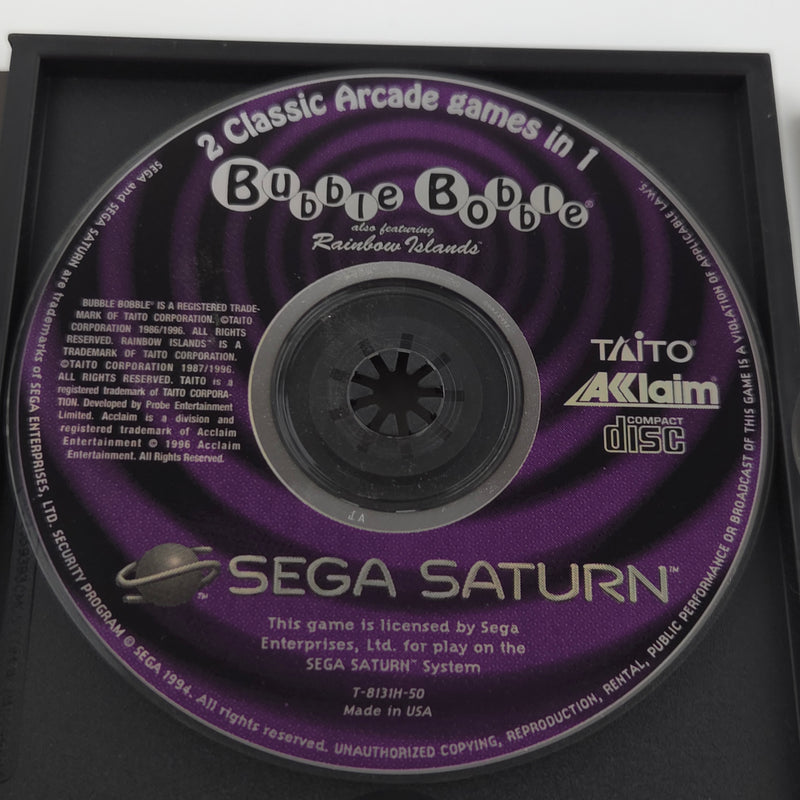 2 Classic Arcade games in 1
Bubble Bobble®
also featuring
Rainbow Islands™
BUBBLE BOBBLE® IS A REGISTERED TRADE-
MARK OF TAITO CORPORATION. ©TAITO
CORPORATION 1986/1996. ALL RIGHTS
RESERVED. RAINBOW ISLANDS™ IS A
TRADEMARK OF TAITO CORPORATION.
©TAITO CORPORATION 1987/1996.
ALL RIGHTS RESERVED. TAITO is a
registered trademark of TAITO CORPORA-
TION. Developed by Probe Entertainment
Limited. Acclaim is a division and
registered trademark of Acclaim
Entertainment © 1996 Acclaim
Entertainment. All Rights Reserved.
TAITO®
AKlaim®
COMPACT
disc
SEGA SATURN™
TM
This game is licensed by Sega
Enterprises, Ltd. for play on the
SEGA SATURN™ System
T-8131H-50
Made in USA
SEGA and SEGA SATURN are trademarks of SEGA ENTERPRISES, LTD. SECURITY PROGRAM © SEGA 1994. All rights reserved. UNAUTHORIZED COPYING, REPRODUCTION, RENTAL, PUBLIC PERFORMANCE OR BROADCAST OF THIS GAME IS A VIOLATION OF APPLICABLE LAWS.